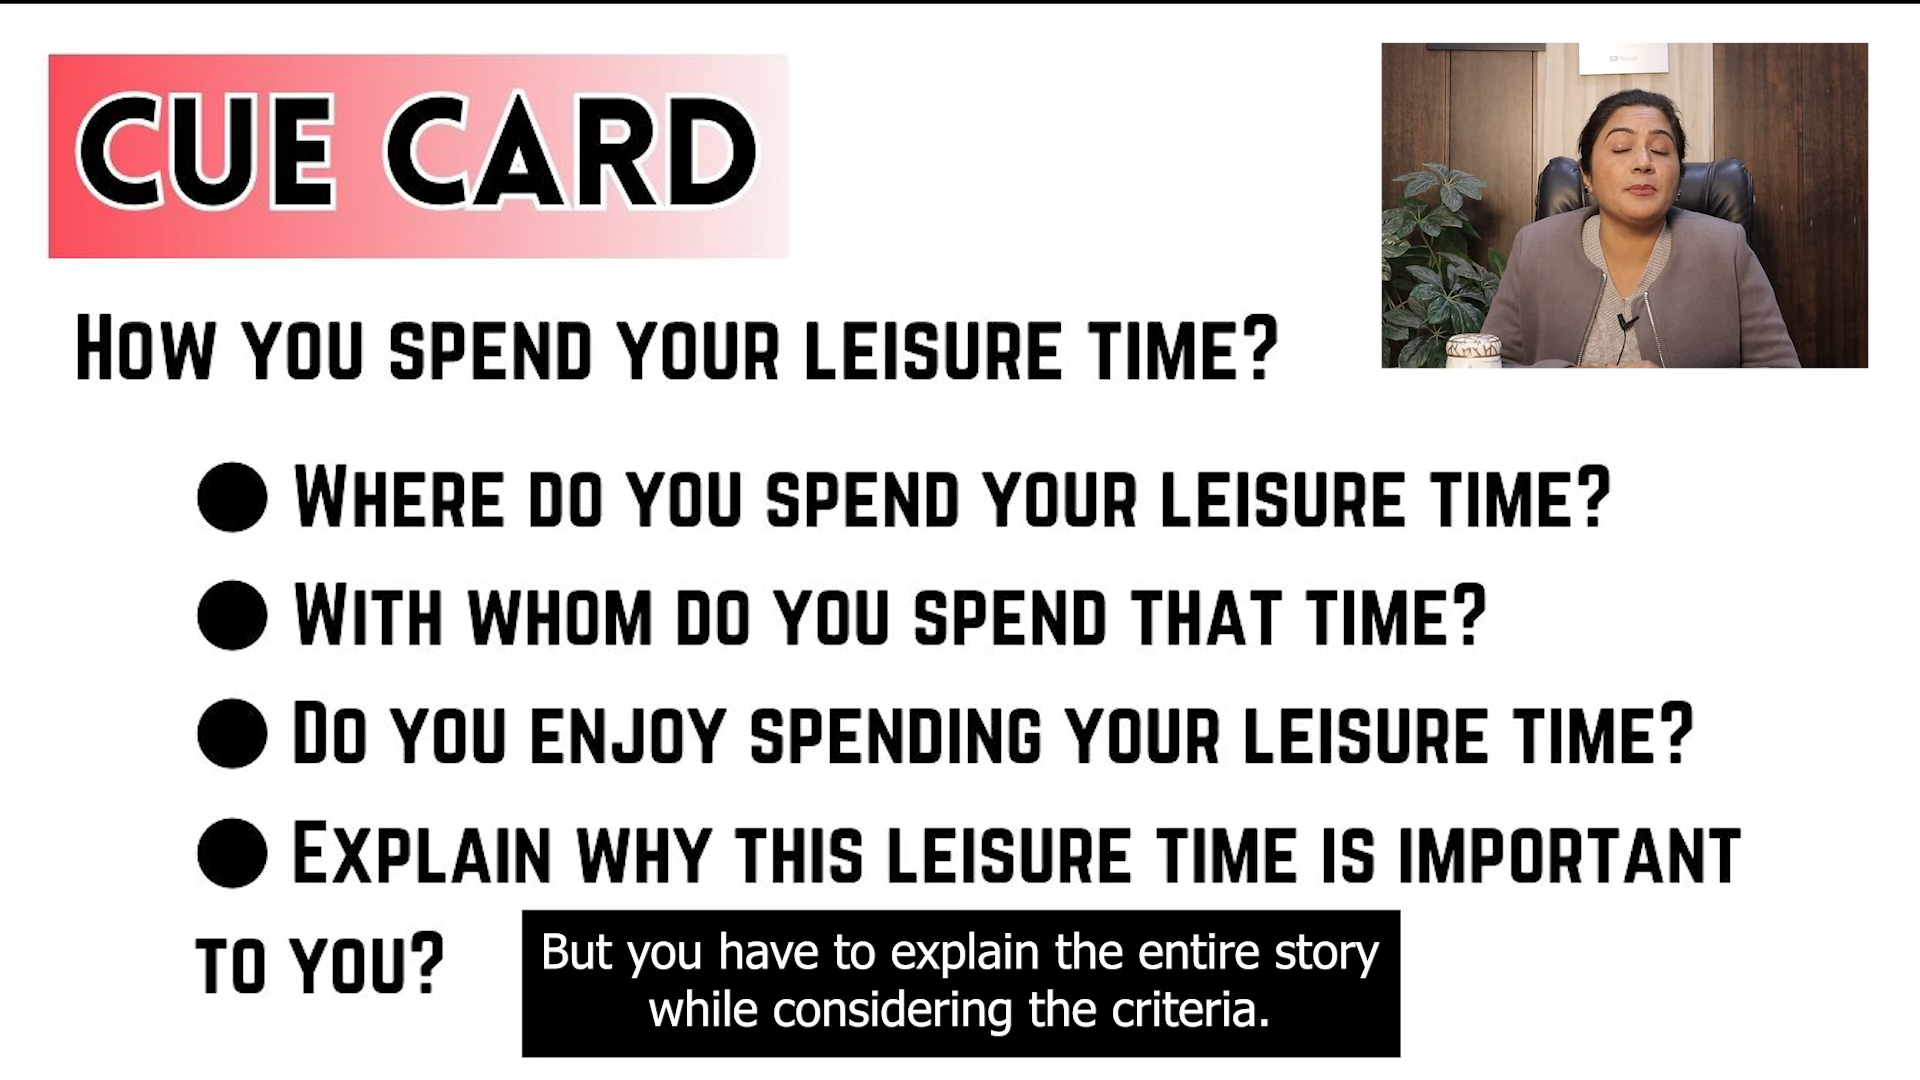 CUE CARD
HOW YOU SPEND YOUR LEISURE TIME?
● WHERE DO YOU SPEND YOUR LEISURE TIME?
● WITH WHOM DO YOU SPEND THAT TIME?
● DO YOU ENJOY SPENDING YOUR LEISURE TIME?
● EXPLAIN WHY THIS LEISURE TIME IS IMPORTANT
TO YOU?
But you have to explain the entire story
while considering the criteria.